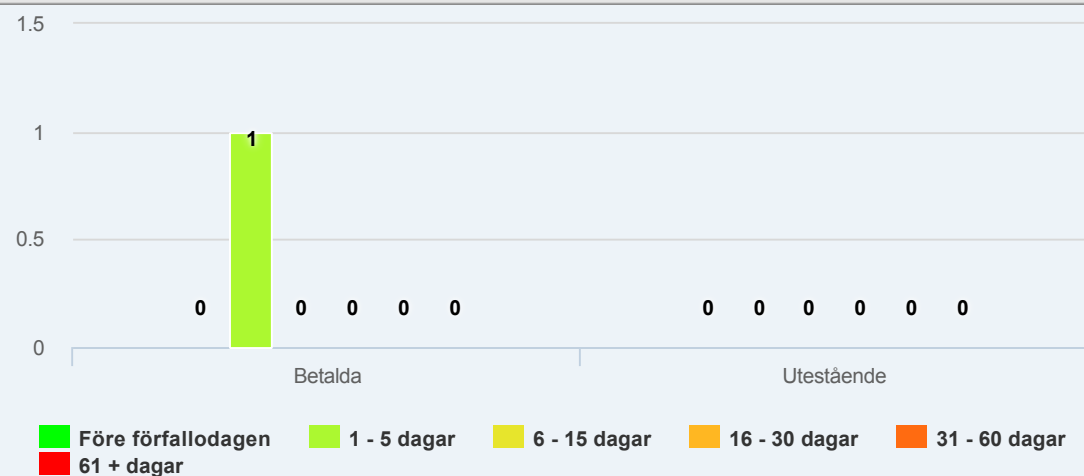 1.5
1
1
0.5
0 0 0 0 0 0 0 0 0 0 0
0
Betalda Utestående
Före förfallodagen 1 - 5 dagar 6 - 15 dagar 16 - 30 dagar 31 - 60 dagar
61 + dagar